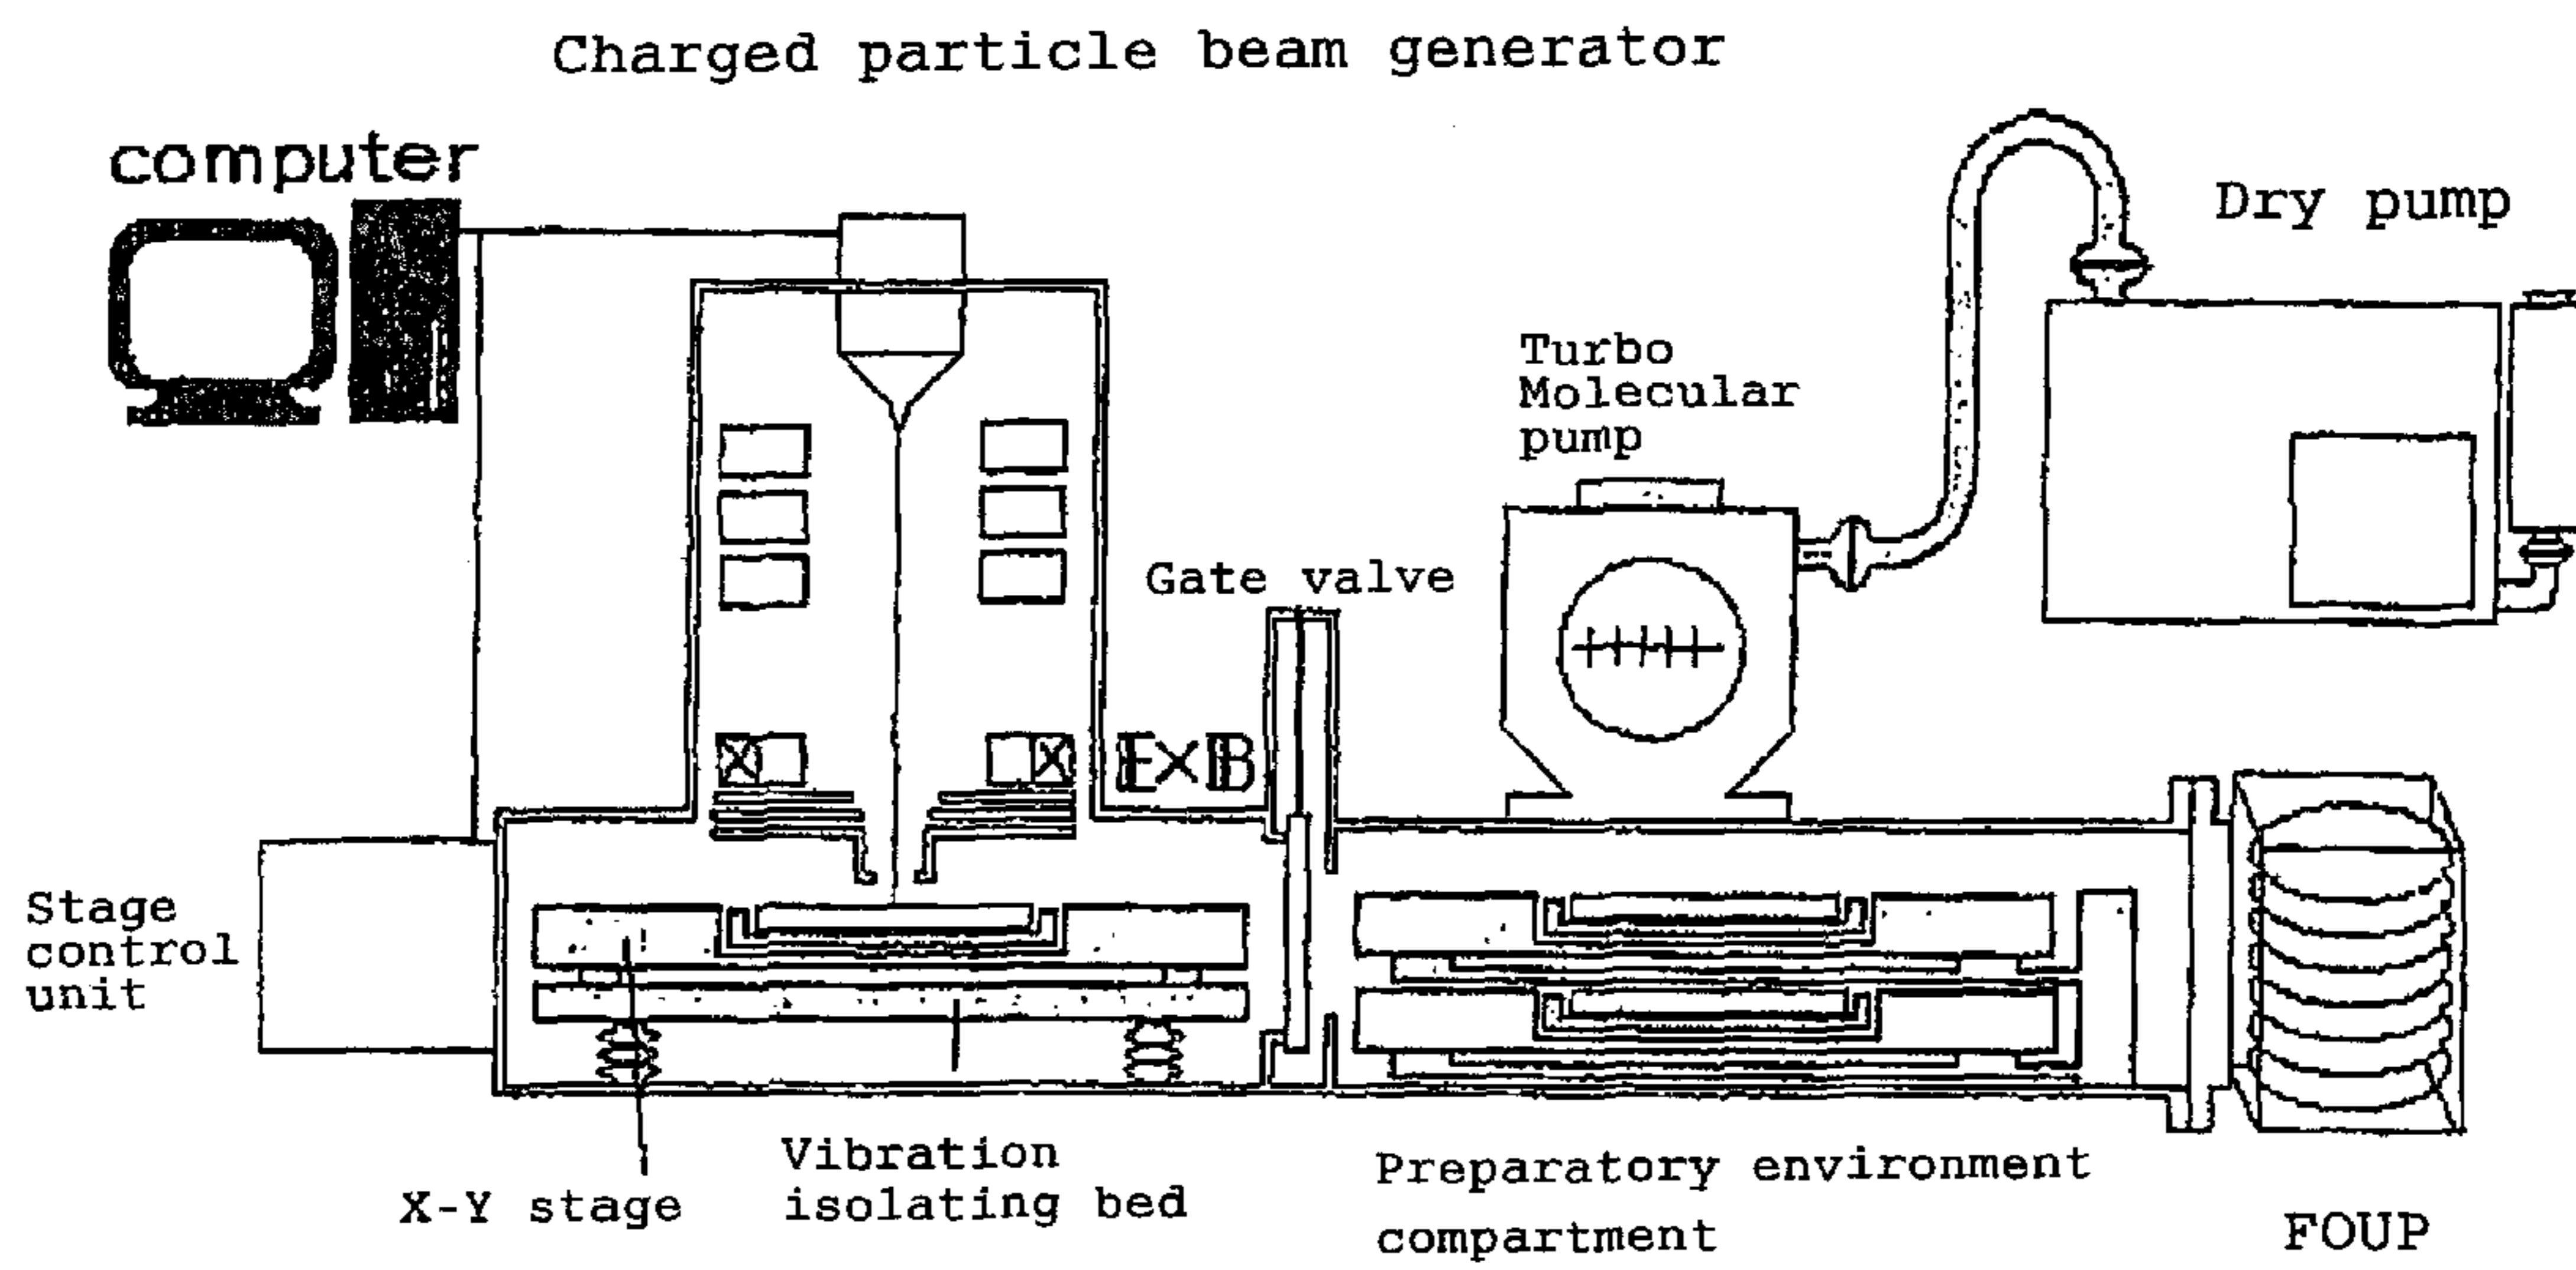 Charged particle beam generator
computer
Dry pump
Turbo
Molecular
pump
Gate valve
E×B
Stage
control
unit
X-Y stage
Vibration
isolating bed
Preparatory environment
compartment
FOUP